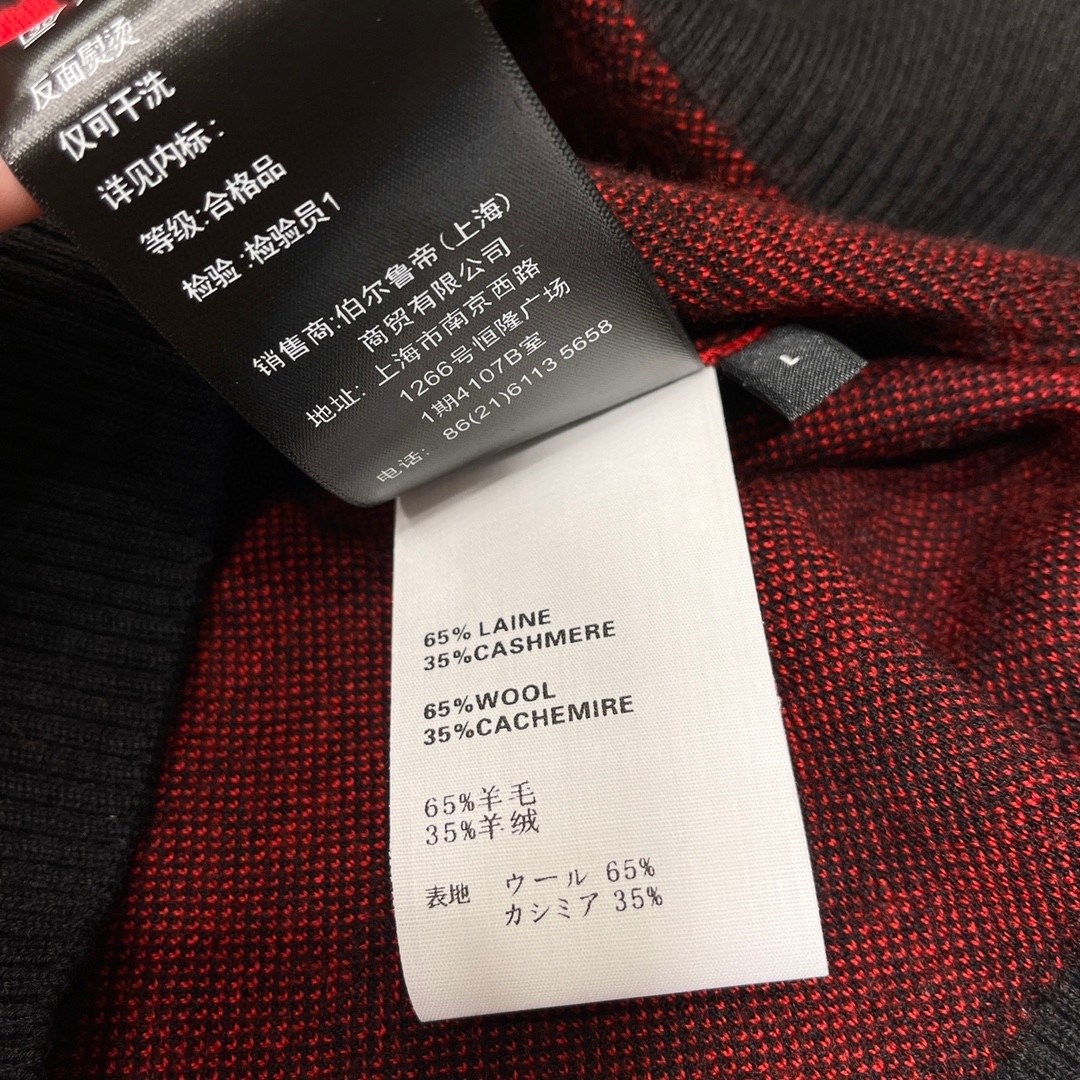 反面熨烫
仅可干洗
详见内标:
等级:合格品
检验:检验员1
销售商:伯尔鲁帝(上海)
商贸有限公司
地址: 上海市南京西路
1266号恒隆广场
1期4107B室
电话: 86(21)6113 5658
L
65% LAINE
35%CASHMERE
65%WOOL
35%CACHEMIRE
65%羊毛
35%羊绒
表地 ウール 65%
カシミア 35%